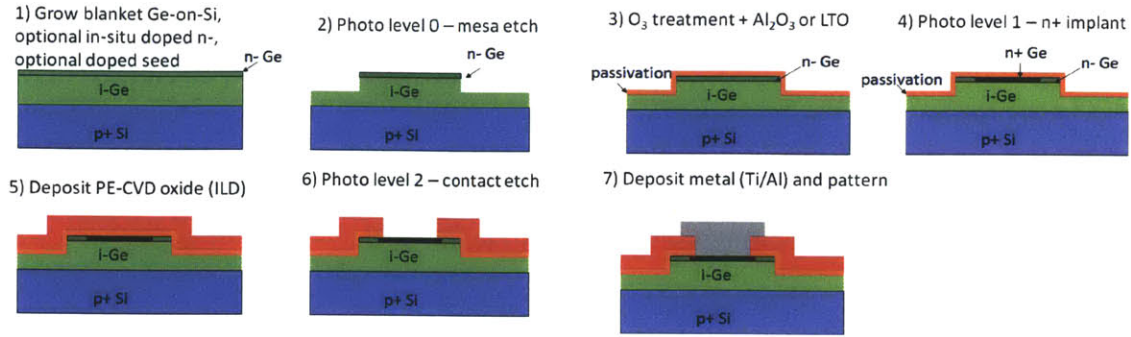 1) Grow blanket Ge-on-Si,
optional in-situ doped n-,
optional doped seed
n- Ge
i-Ge
p+ Si
2) Photo level 0 – mesa etch
n- Ge
i-Ge
p+ Si
3) O₃ treatment + Al₂O₃ or LTO
passivation
n- Ge
i-Ge
p+ Si
4) Photo level 1 – n+ implant
n+ Ge
n- Ge
passivation
i-Ge
p+ Si
5) Deposit PE-CVD oxide (ILD)
i-Ge
p+ Si
6) Photo level 2 – contact etch
i-Ge
p+ Si
7) Deposit metal (Ti/Al) and pattern
i-Ge
p+ Si